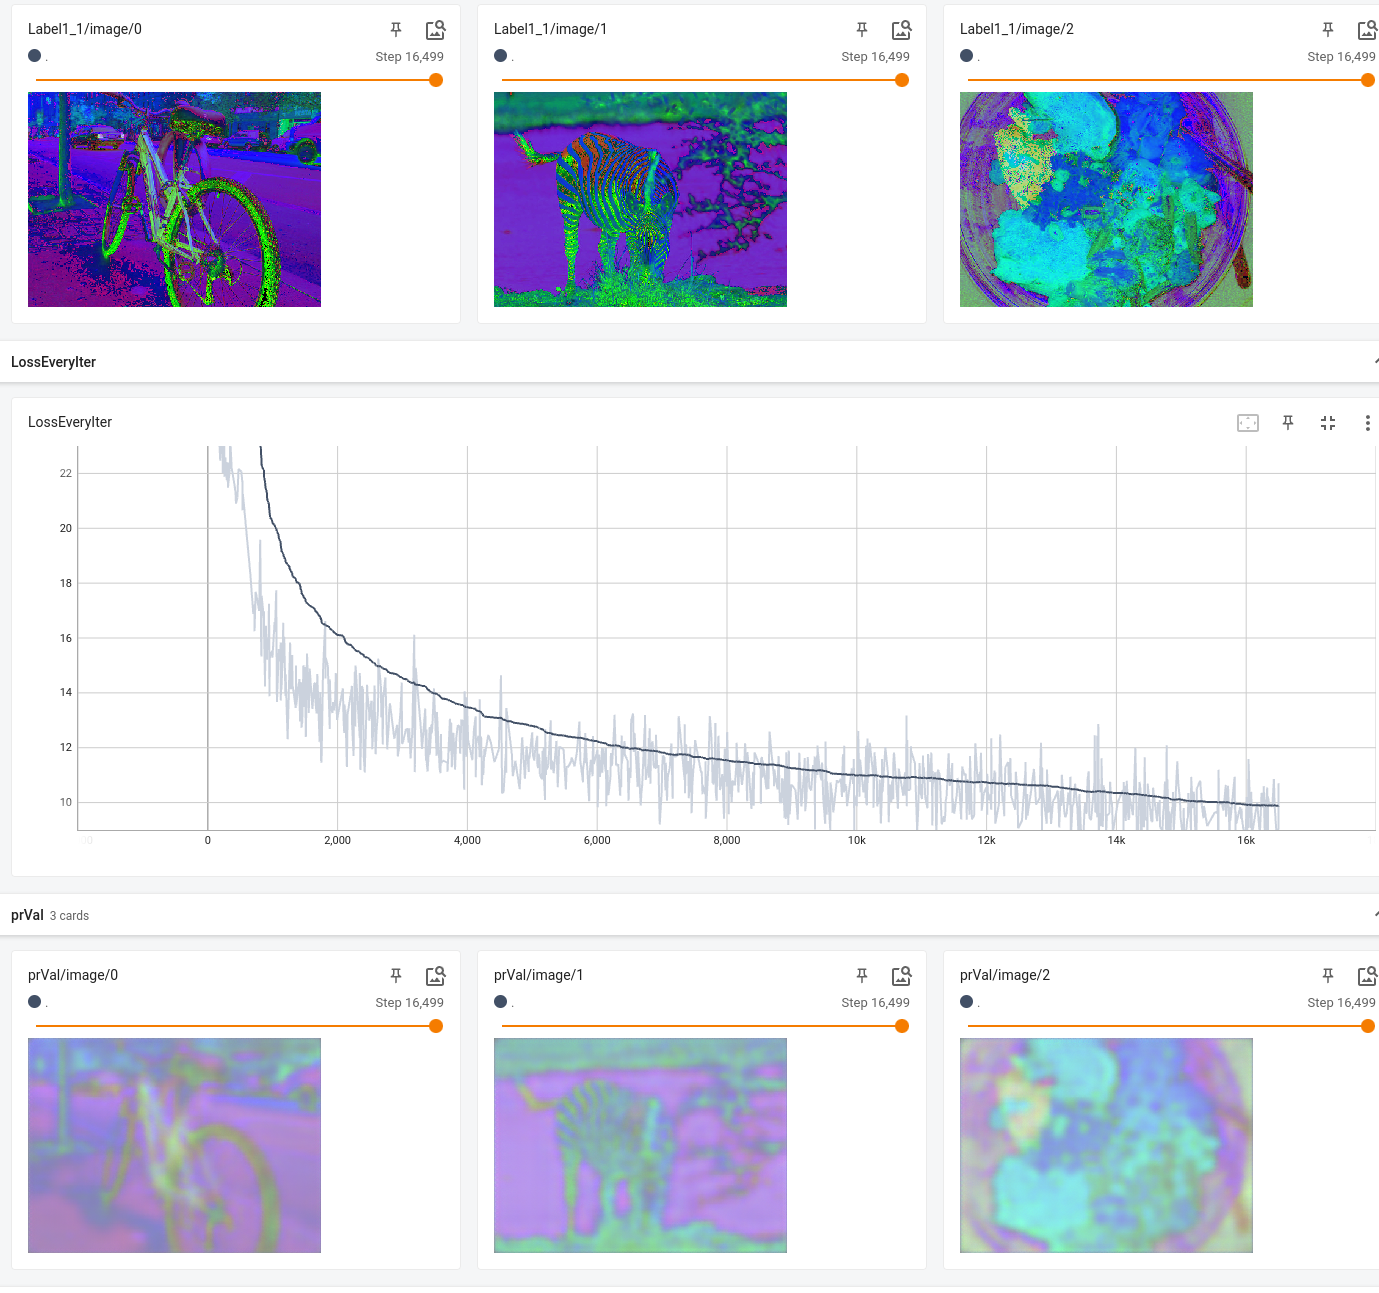 Label1_1/image/0
. Step 16,499
Label1_1/image/1
. Step 16,499
Label1_1/image/2
. Step 16,499
LossEveryIter
LossEveryIter
22
20
18
16
14
12
10
0 2,000 4,000 6,000 8,000 10k 12k 14k 16k
prVal 3 cards
prVal/image/0
. Step 16,499
prVal/image/1
. Step 16,499
prVal/image/2
. Step 16,499